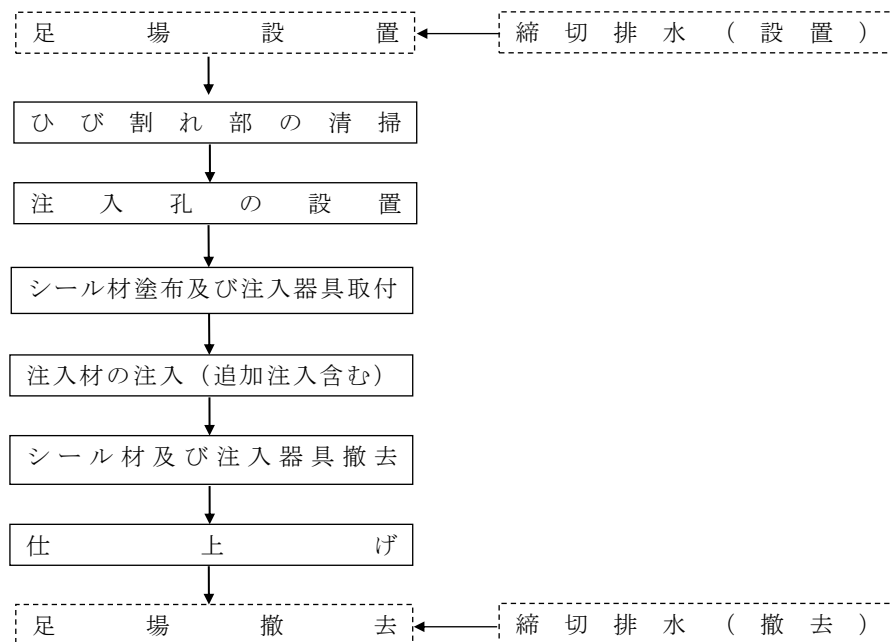 足場設置
締切排水（設置）
ひび割れ部の清掃
注入孔の設置
シール材塗布及び注入器具取付
注入材の注入（追加注入含む）
シール材及び注入器具撤去
仕上げ
足場撤去
締切排水（撤去）